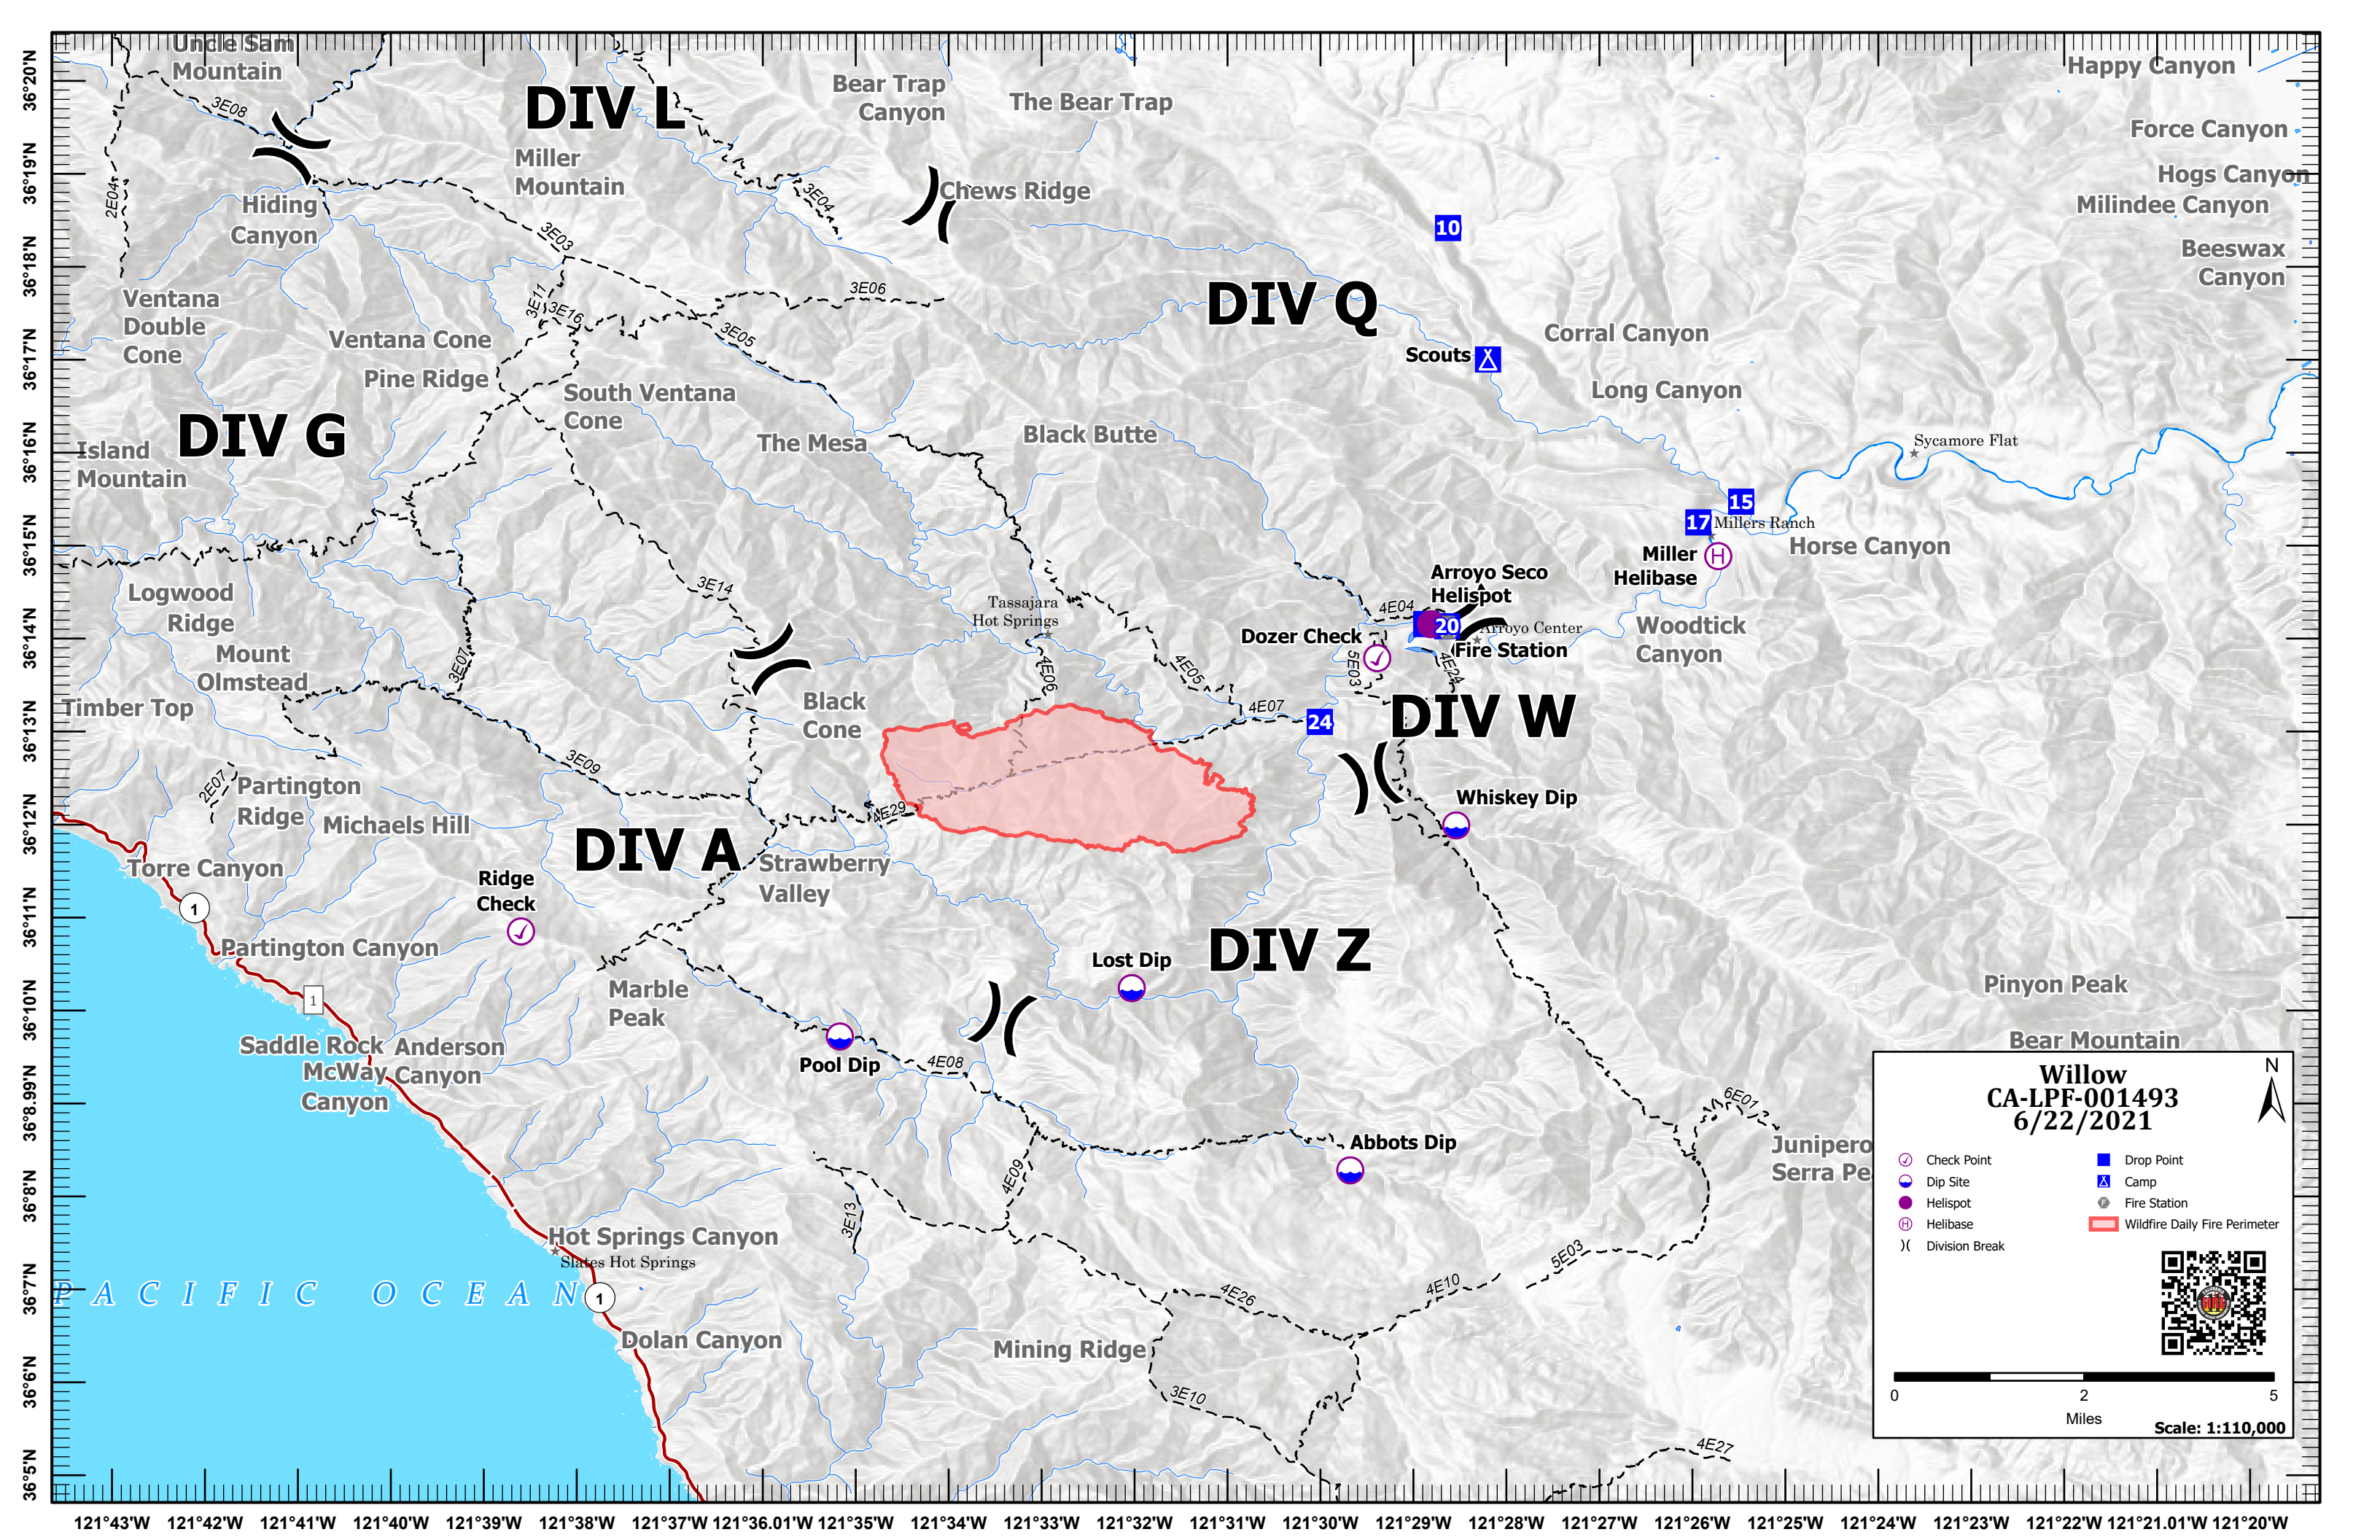 Uncle Sam
Mountain
3E08
DIV L
Bear Trap
Canyon
The Bear Trap
Happy Canyon
Force Canyon
Hogs Canyon
Milindee Canyon
Beeswax
Canyon
Miller
Mountain
2E04
3E04
Chews Ridge
Hiding
Canyon
3E03
10
Ventana
Double
Cone
3E11
3E16
3E06
3E05
DIV Q
Ventana Cone
Pine Ridge
Scouts
Corral Canyon
Long Canyon
South Ventana
Cone
DIV G
Island
Mountain
The Mesa
Black Butte
Sycamore Flat
15
17
Millers Ranch
Miller
Helibase
H
Horse Canyon
Logwood
Ridge
3E14
Tassajara
Hot Springs
Arroyo Seco
Helispot
4E04
20
Arroyo Center
Dozer Check
Fire Station
Woodtick
Canyon
Mount
Olmstead
3E07
4E06
4E05
5E03
4E24
Timber Top
Black
Cone
4E07
24
DIV W
3E09
2E07
Partington
Ridge
Michaels Hill
4E29
Whiskey Dip
DIV A
Torre Canyon
Strawberry
Valley
1
Ridge
Check
Partington Canyon
DIV Z
Lost Dip
1
Marble
Peak
Pinyon Peak
Saddle Rock
Anderson
Canyon
McWay
Canyon
Pool Dip
4E08
Bear Mountain
6E01
Abbots Dip
Junipero
Serra Pe
4E09
3E13
Hot Springs Canyon
Slates Hot Springs
5E03
PACIFIC OCEAN
1
4E26
4E10
Dolan Canyon
Mining Ridge
3E10
4E27
Willow
CA-LPF-001493
6/22/2021
N
Check Point
Dip Site
Helispot
Helibase
Division Break
Drop Point
Camp
Fire Station
Wildfire Daily Fire Perimeter
0 2 5
Miles
Scale: 1:110,000
36°20'N
36°19'N
36°18'N
36°17'N
36°16'N
36°15'N
36°14'N
36°13'N
36°12'N
36°11'N
36°10'N
36°8.99'N
36°8'N
36°7'N
36°6'N
36°5'N
121°43'W 121°42'W 121°41'W 121°40'W 121°39'W 121°38'W 121°37'W 121°36.01'W 121°35'W 121°34'W 121°33'W 121°32'W 121°31'W 121°30'W 121°29'W 121°28'W 121°27'W 121°26'W 121°25'W 121°24'W 121°23'W 121°22'W 121°21.01'W 121°20'W